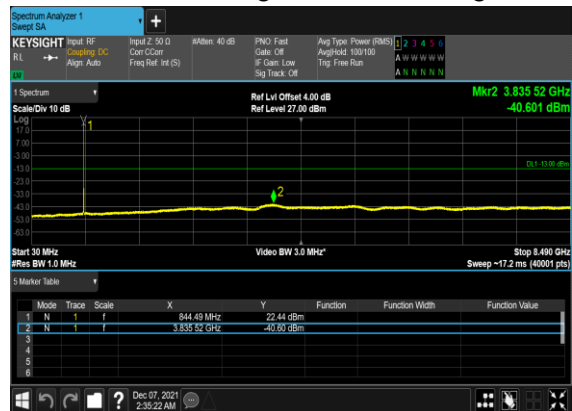 Spectrum Analyzer 1
Swept SA
+
KEYSIGHT Input: RF Input Z: 50 Ω #Atten: 40 dB PNO: Fast Avg Type: Power (RMS) 1 2 3 4 5 6
RL Coupling: DC Corr CCorr Gate: Off Avg|Hold: 100/100 A W W W W W
Align: Auto Freq Ref: Int (S) IF Gain: Low Trig: Free Run
Sig Track: Off A N N N N N
1 Spectrum Ref Lvl Offset 4.00 dB Mkr2 3.835 52 GHz
Scale/Div 10 dB Ref Level 27.00 dBm -40.601 dBm
Log
17.0 1
7.00
-3.00
-13.0 DL1 -13.00 dBm
-23.0
-33.0 2
-43.0
-53.0
-63.0
Start 30 MHz Video BW 3.0 MHz* Stop 8.490 GHz
#Res BW 1.0 MHz Sweep ~17.2 ms (40001 pts)
5 Marker Table
Mode Trace Scale X Y Function Function Width Function Value
1 N 1 f 844.49 MHz 22.44 dBm
2 N 1 f 3.835 52 GHz -40.60 dBm
3
4
5
6
? Dec 07, 2021
2:35:22 AM